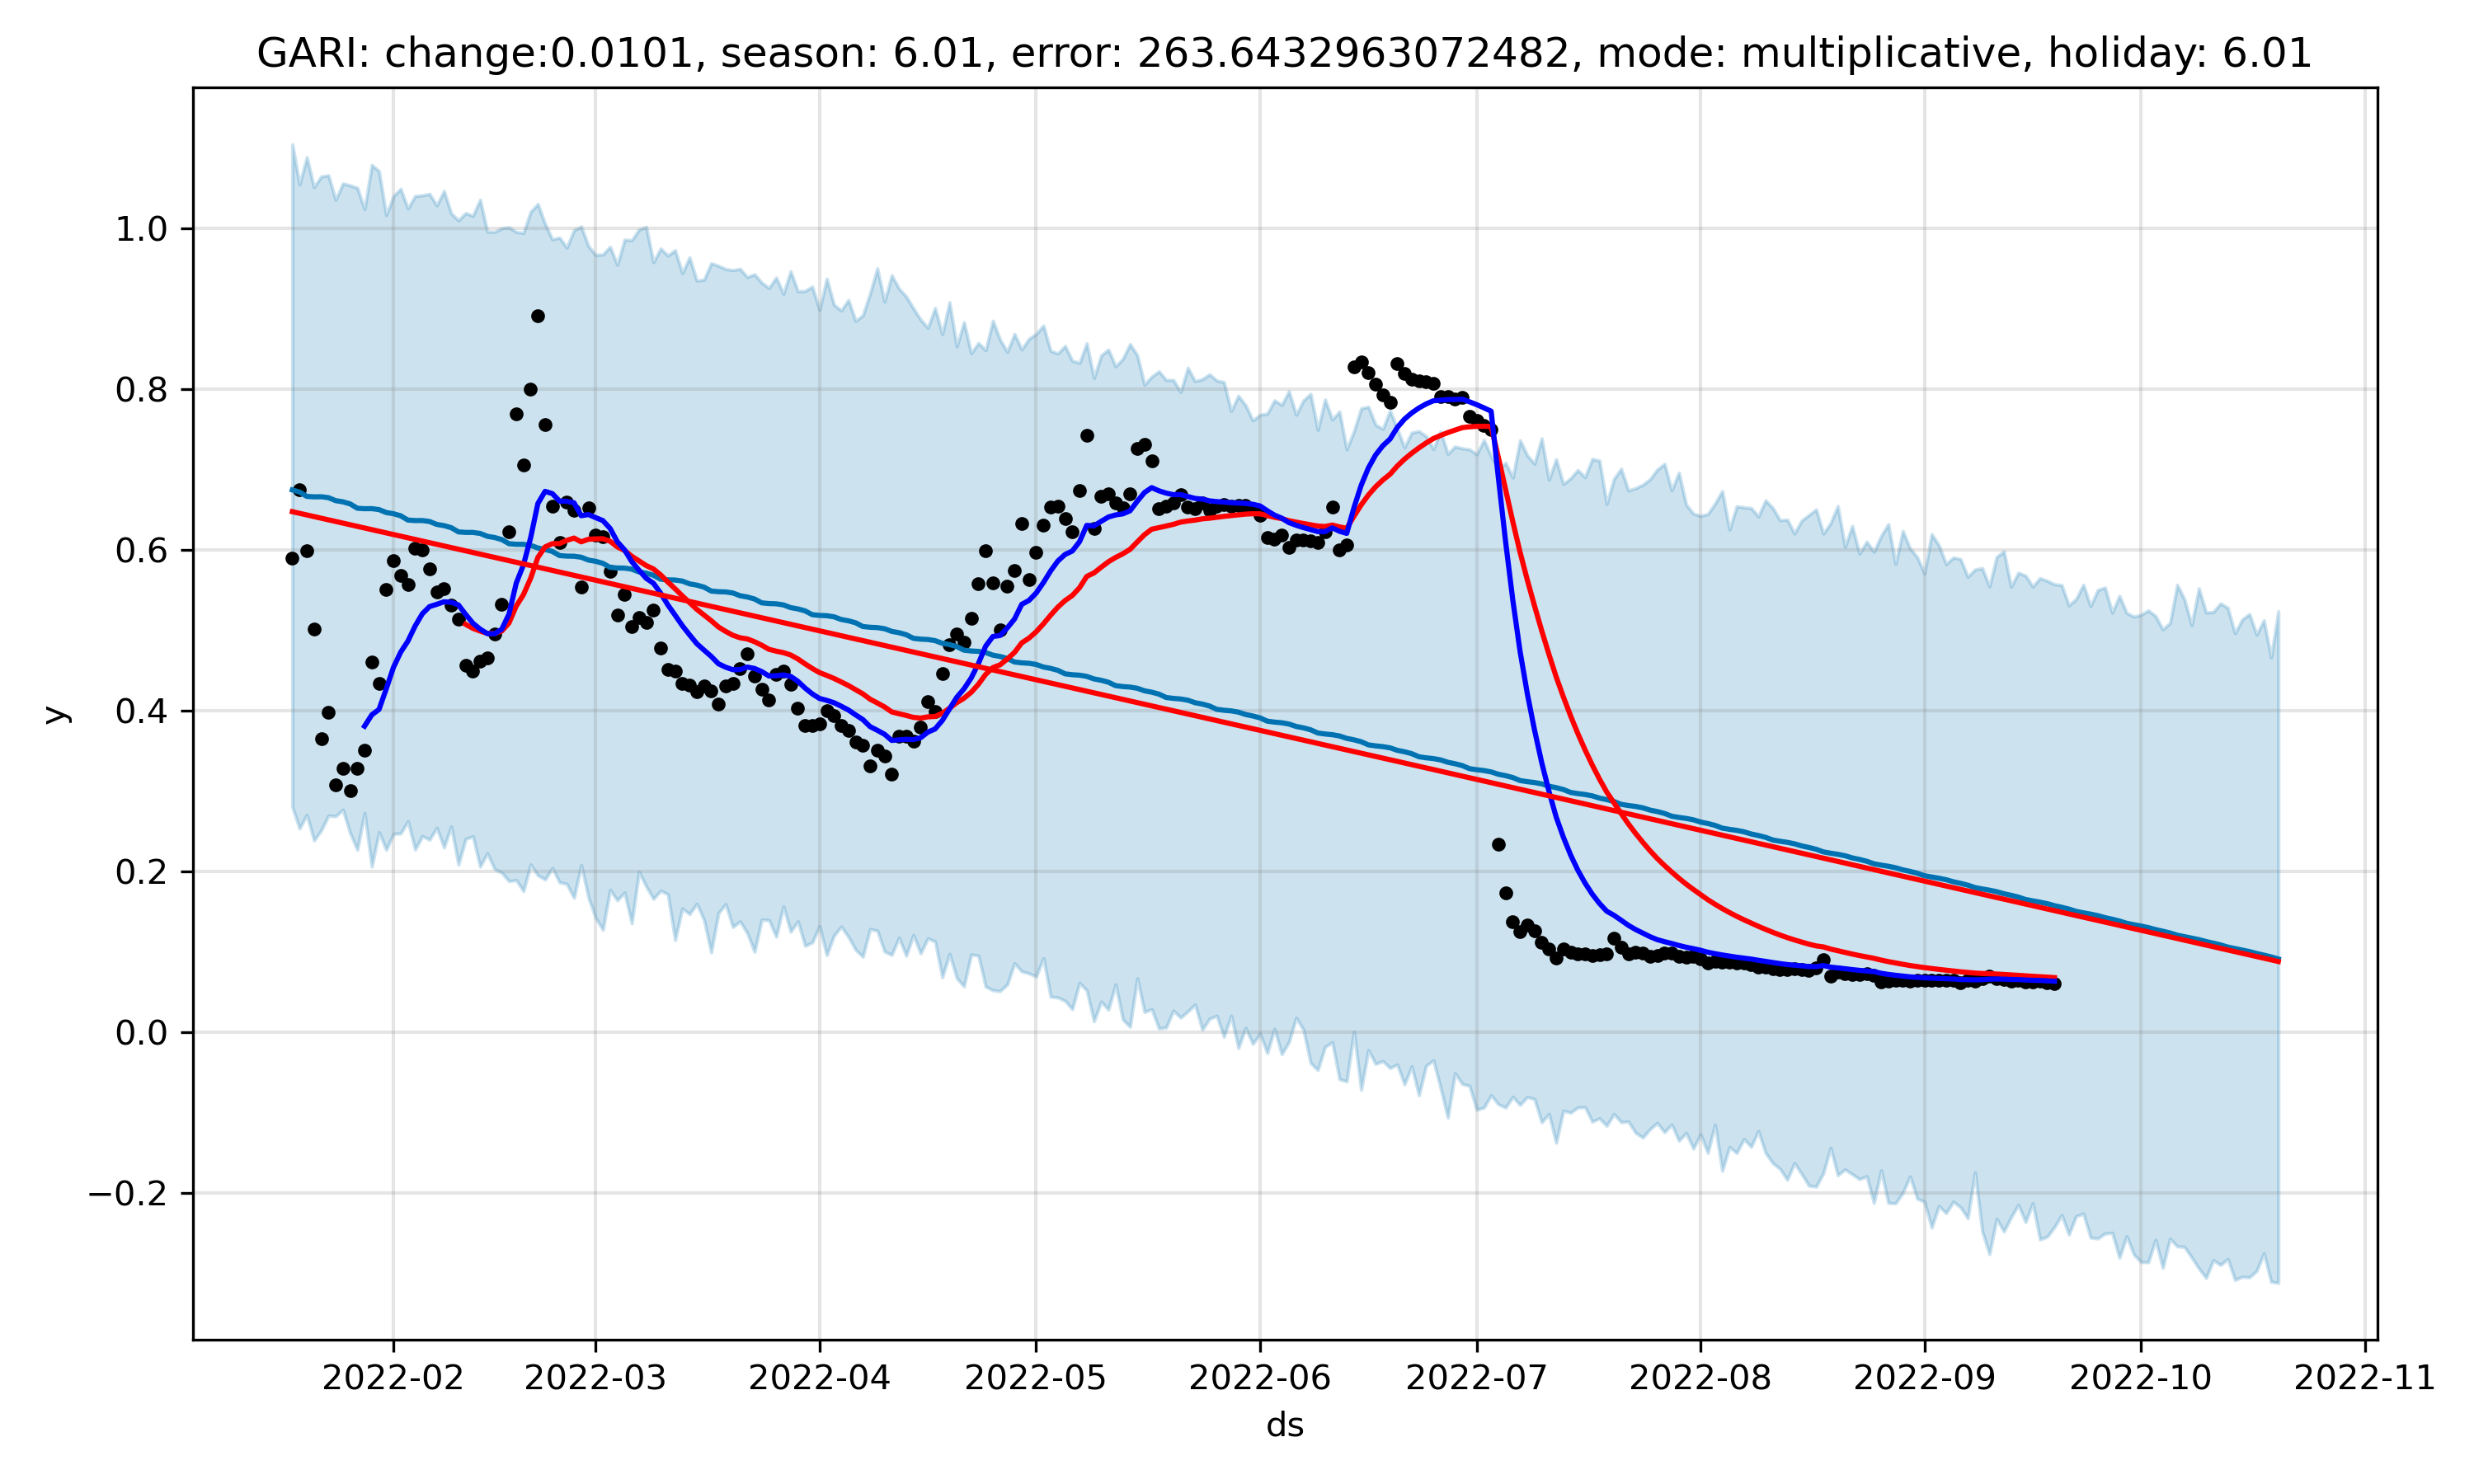 GARI: change:0.0101, season: 6.01, error: 263.6432963072482, mode: multiplicative, holiday: 6.01
y
1.0
0.8
0.6
0.4
0.2
0.0
−0.2
2022-02 2022-03 2022-04 2022-05 2022-06 2022-07 2022-08 2022-09 2022-10 2022-11
ds